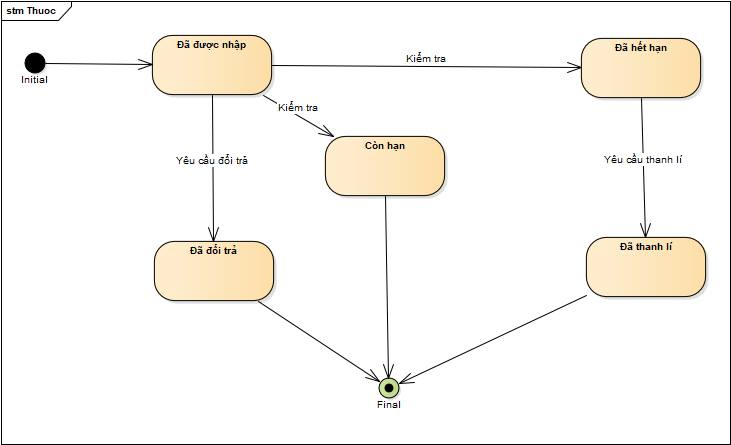 stm Thuoc
Initial
Đã được nhập
Kiểm tra
Đã hết hạn
Kiểm tra
Còn hạn
Yêu cầu đổi trả
Yêu cầu thanh lí
Đã đổi trả
Đã thanh lí
Final